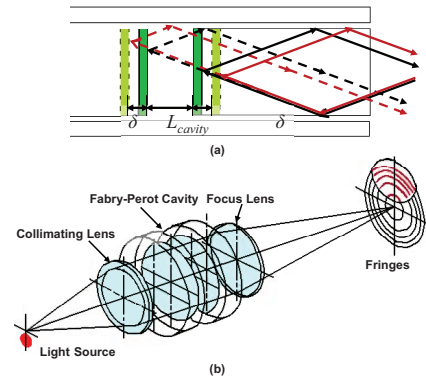 δ L_cavity δ
(a)
Fabry-Perot Cavity Focus Lens
Collimating Lens
Fringes
Light Source
(b)